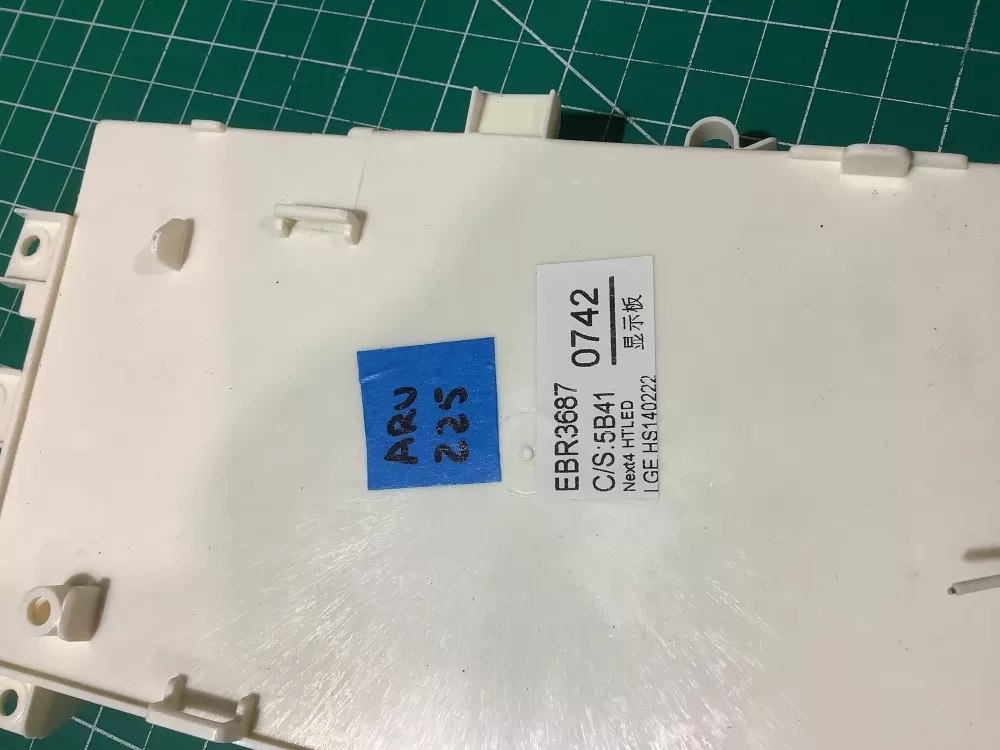 ARU
225
EBR3687 0742
C/S:5B41
Next4 HTLED 显示板
LGE HS140222